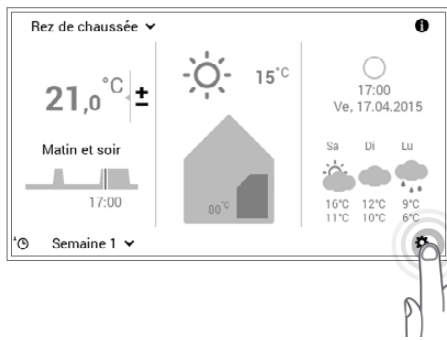 Rez de chaussée
21,0 °C ±
Matin et soir
17:00
Semaine 1
15°C
80°C
17:00
Ve, 17.04.2015
Sa Di Lu
16°C 12°C 9°C
11°C 10°C 6°C